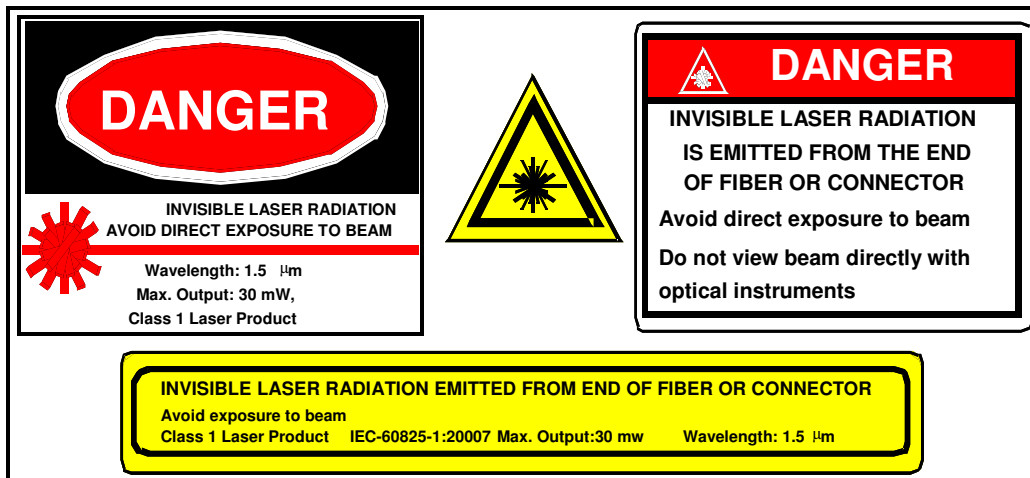 DANGER
INVISIBLE LASER RADIATION
AVOID DIRECT EXPOSURE TO BEAM
Wavelength: 1.5 μm
Max. Output: 30 mW,
Class 1 Laser Product
DANGER
INVISIBLE LASER RADIATION
IS EMITTED FROM THE END
OF FIBER OR CONNECTOR
Avoid direct exposure to beam
Do not view beam directly with
optical instruments
INVISIBLE LASER RADIATION EMITTED FROM END OF FIBER OR CONNECTOR
Avoid exposure to beam
Class 1 Laser Product IEC-60825-1:20007 Max. Output:30 mw Wavelength: 1.5 μm